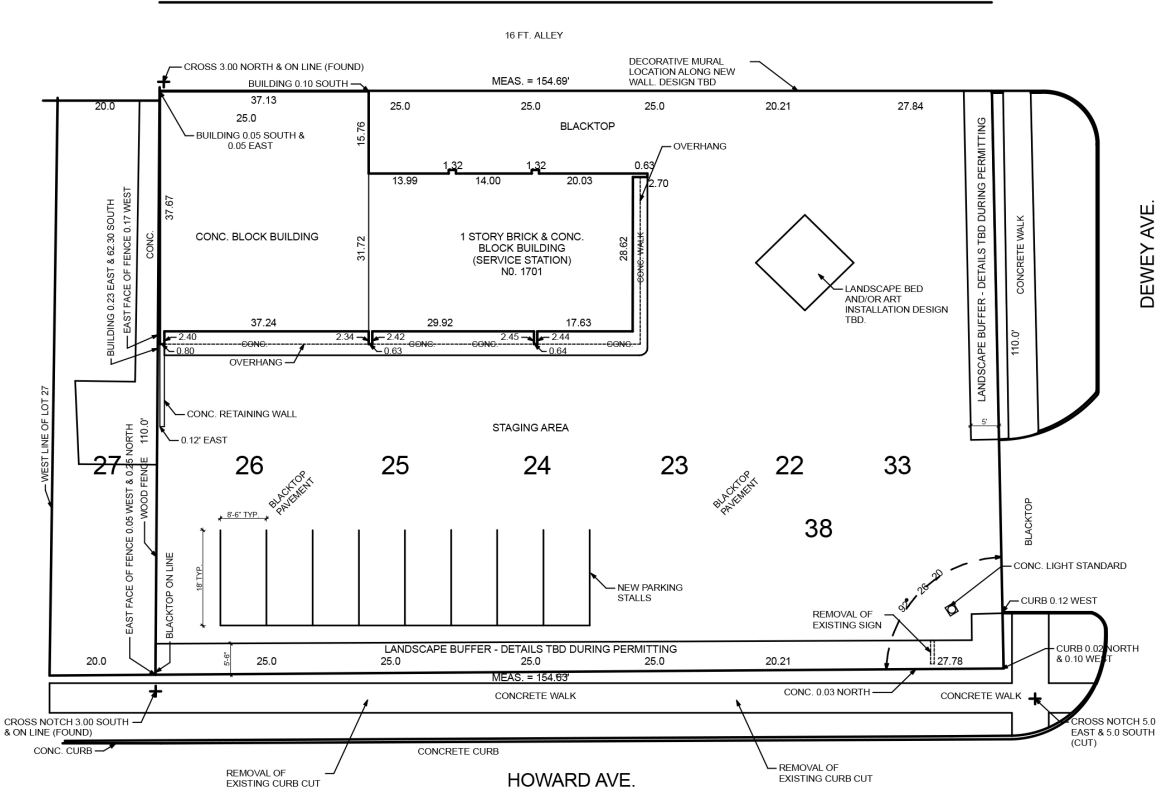 16 FT. ALLEY
CROSS 3.00 NORTH & ON LINE (FOUND)
BUILDING 0.10 SOUTH
MEAS. = 154.69'
DECORATIVE MURAL
LOCATION ALONG NEW
WALL. DESIGN TBD
20.0
37.13
25.0
25.0
25.0
25.0
20.21
27.84
BUILDING 0.05 SOUTH &
0.05 EAST
15.76
BLACKTOP
OVERHANG
1.32
1.32
0.63
13.99
14.00
20.03
2.70
37.67
CONC.
BUILDING 0.23 EAST & 62.30 SOUTH
EAST FACE OF FENCE 0.17 WEST
CONC. BLOCK BUILDING
31.72
1 STORY BRICK & CONC.
BLOCK BUILDING
(SERVICE STATION)
N0. 1701
28.62
CONC. WALK
LANDSCAPE BED
AND/OR ART
INSTALLATION DESIGN
TBD.
LANDSCAPE BUFFER - DETAILS TBD DURING PERMITTING
CONCRETE WALK
110.0'
DEWEY AVE.
37.24
29.92
17.63
2.40
2.34
2.42
2.45
2.44
CONC.
CONC.
CONC.
CONC.
0.80
0.63
0.64
OVERHANG
CONC. RETAINING WALL
0.12' EAST
WEST LINE OF LOT 27
STAGING AREA
5'
27
26
25
24
23
22
33
38
EAST FACE OF FENCE 0.05 WEST & 0.25 NORTH
WOOD FENCE
110.0'
BLACKTOP ON LINE
BLACKTOP
PAVEMENT
BLACKTOP
PAVEMENT
BLACKTOP
8'-6" TYP.
18' TYP.
NEW PARKING
STALLS
92°
26
20
CONC. LIGHT STANDARD
CURB 0.12 WEST
REMOVAL OF
EXISTING SIGN
CURB 0.02 NORTH
& 0.10 WEST
LANDSCAPE BUFFER - DETAILS TBD DURING PERMITTING
5'-6"
20.0
25.0
25.0
25.0
25.0
20.21
27.78
MEAS. = 154.63'
CONC. 0.03 NORTH
CONCRETE WALK
CONCRETE WALK
CROSS NOTCH 3.00 SOUTH
& ON LINE (FOUND)
CROSS NOTCH 5.0
EAST & 5.0 SOUTH
(CUT)
CONC. CURB
CONCRETE CURB
REMOVAL OF
EXISTING CURB CUT
REMOVAL OF
EXISTING CURB CUT
HOWARD AVE.